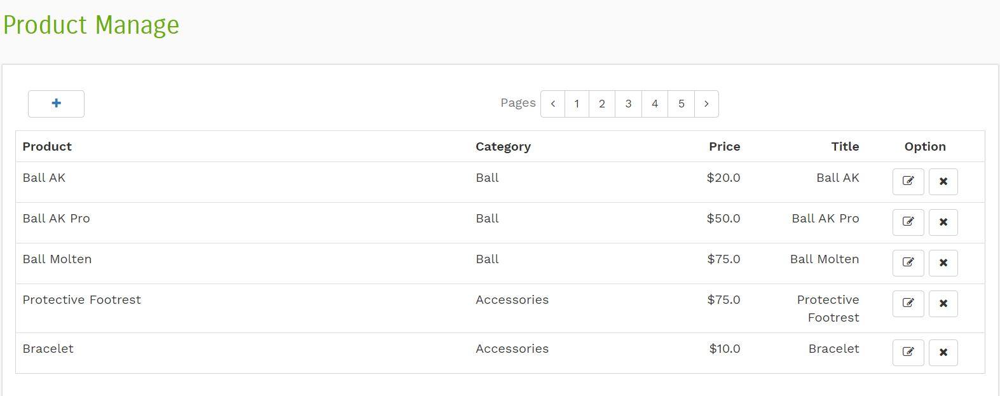 Product Manage
+
Pages < 1 2 3 4 5 >
Product Category Price Title Option
Ball AK Ball $20.0 Ball AK
Ball AK Pro Ball $50.0 Ball AK Pro
Ball Molten Ball $75.0 Ball Molten
Protective Footrest Accessories $75.0 Protective
Footrest
Bracelet Accessories $10.0 Bracelet